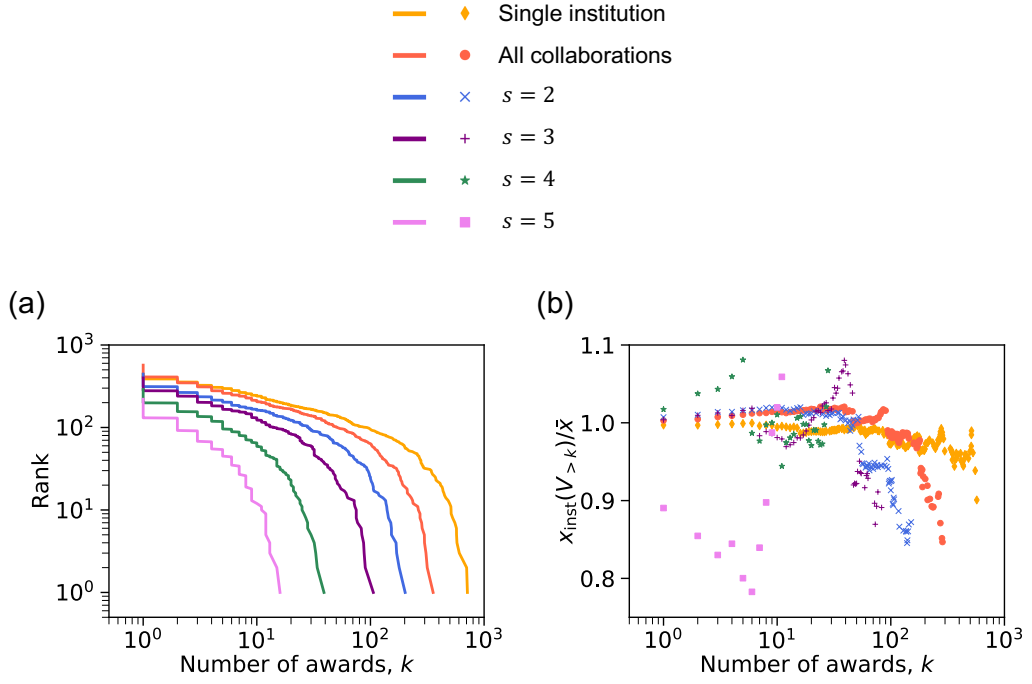 Single institution
All collaborations
s = 2
s = 3
s = 4
s = 5
(a)
(b)
10³
10²
10¹
10⁰
Rank
10⁰ 10¹ 10² 10³
Number of awards, k
1.1
1.0
0.9
0.8
x_inst(V_{>k})/x̄
10⁰ 10¹ 10² 10³
Number of awards, k